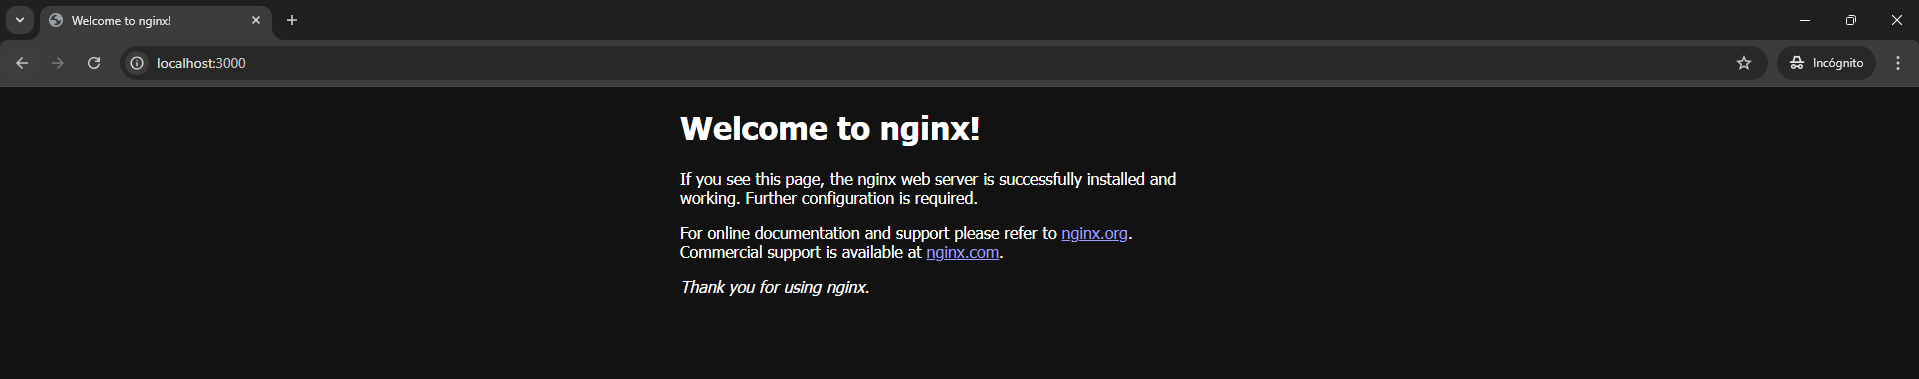 Welcome to nginx!
localhost:3000
Incógnito
Welcome to nginx!
If you see this page, the nginx web server is successfully installed and
working. Further configuration is required.
For online documentation and support please refer to nginx.org.
Commercial support is available at nginx.com.
Thank you for using nginx.